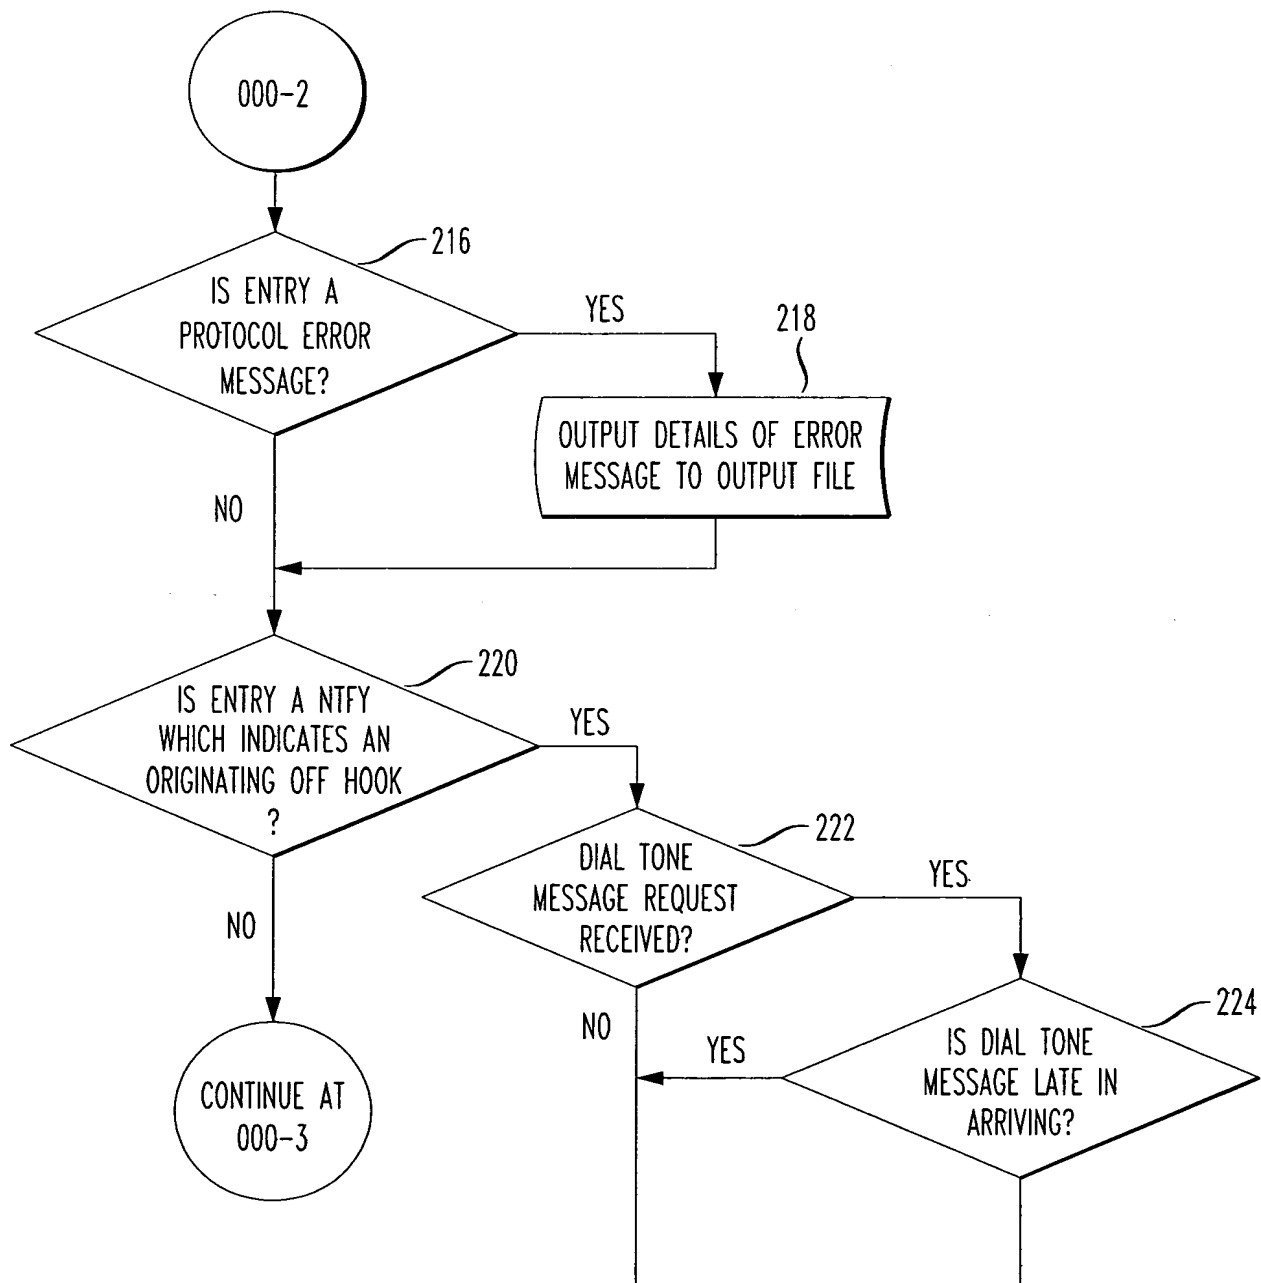 000-2
216
IS ENTRY A
PROTOCOL ERROR
MESSAGE?
YES
218
OUTPUT DETAILS OF ERROR
MESSAGE TO OUTPUT FILE
NO
220
IS ENTRY A NTFY
WHICH INDICATES AN
ORIGINATING OFF HOOK
?
YES
222
DIAL TONE
MESSAGE REQUEST
RECEIVED?
YES
NO
224
IS DIAL TONE
MESSAGE LATE IN
ARRIVING?
YES
NO
CONTINUE AT
000-3